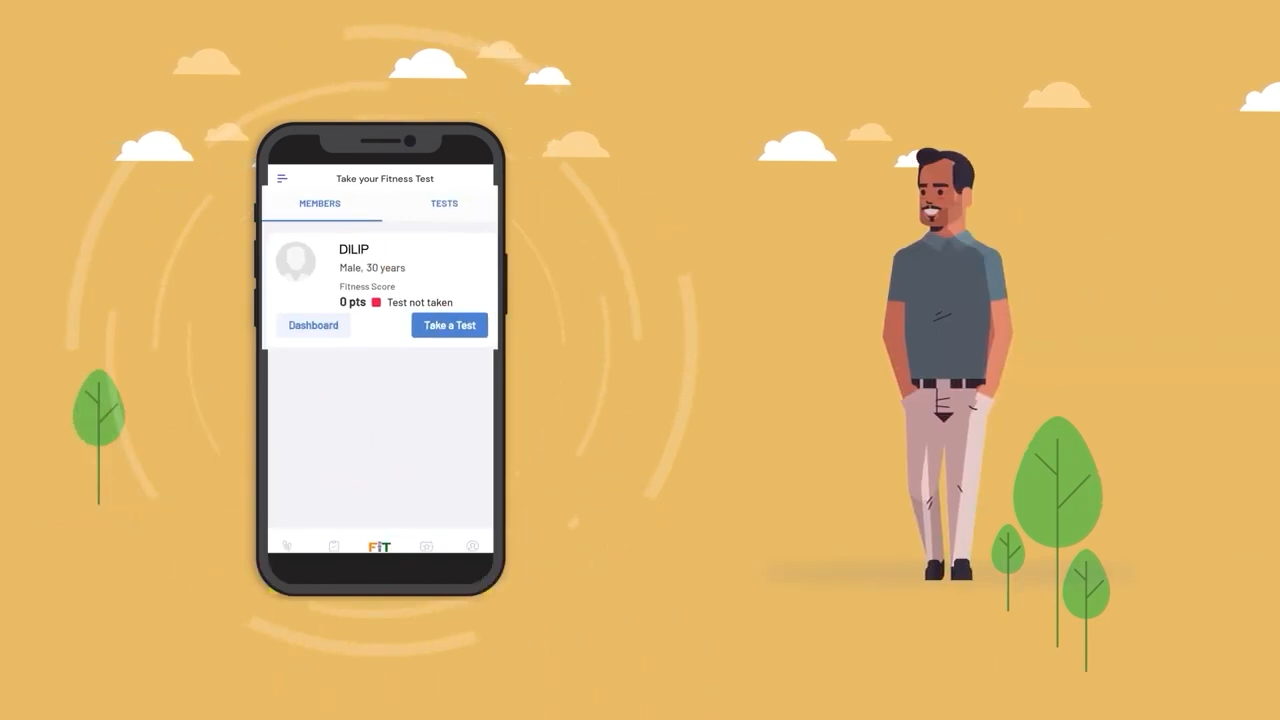 Take your Fitness Test
MEMBERS TESTS
DILIP
Male, 30 years
Fitness Score
0 pts Test not taken
Dashboard Take a Test
FiT